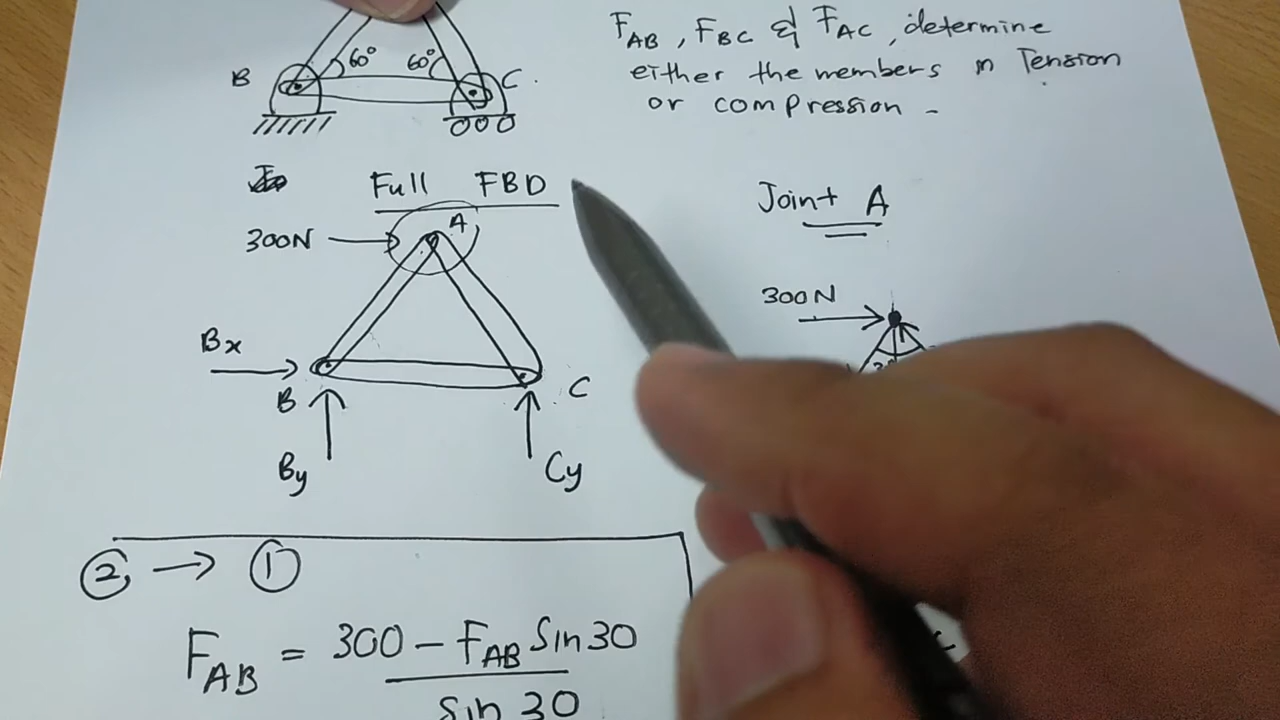 F_AB, F_BC & F_AC, determine
either the members in Tension
or compression -
B 60° 60° C
Full FBD
300N A
Bx
B C
By Cy
Joint A
300N
② → ①
F_AB = 300 - F_AB Sin 30
sin 30